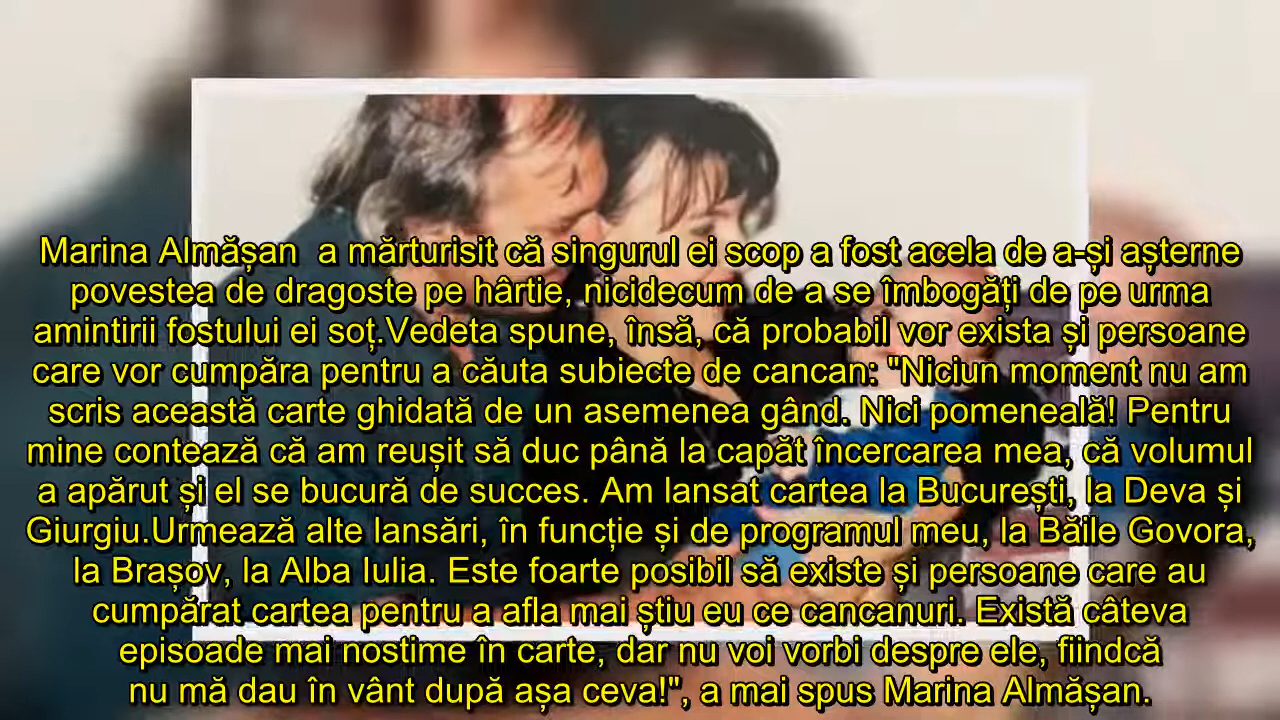 Marina Almășan  a mărturisit că singurul ei scop a fost acela de a-și așterne
povestea de dragoste pe hârtie, nicidecum de a se îmbogăți de pe urma
amintirii fostului ei soț.Vedeta spune, însă, că probabil vor exista și persoane
care vor cumpăra pentru a căuta subiecte de cancan: "Niciun moment nu am
scris această carte ghidată de un asemenea gând. Nici pomeneală! Pentru
mine contează că am reușit să duc până la capăt încercarea mea, că volumul
a apărut și el se bucură de succes. Am lansat cartea la București, la Deva și
Giurgiu.Urmează alte lansări, în funcție și de programul meu, la Băile Govora,
la Brașov, la Alba Iulia. Este foarte posibil să existe și persoane care au
cumpărat cartea pentru a afla mai știu eu ce cancanuri. Există câteva
episoade mai nostime în carte, dar nu voi vorbi despre ele, fiindcă
nu mă dau în vânt după așa ceva!", a mai spus Marina Almășan.